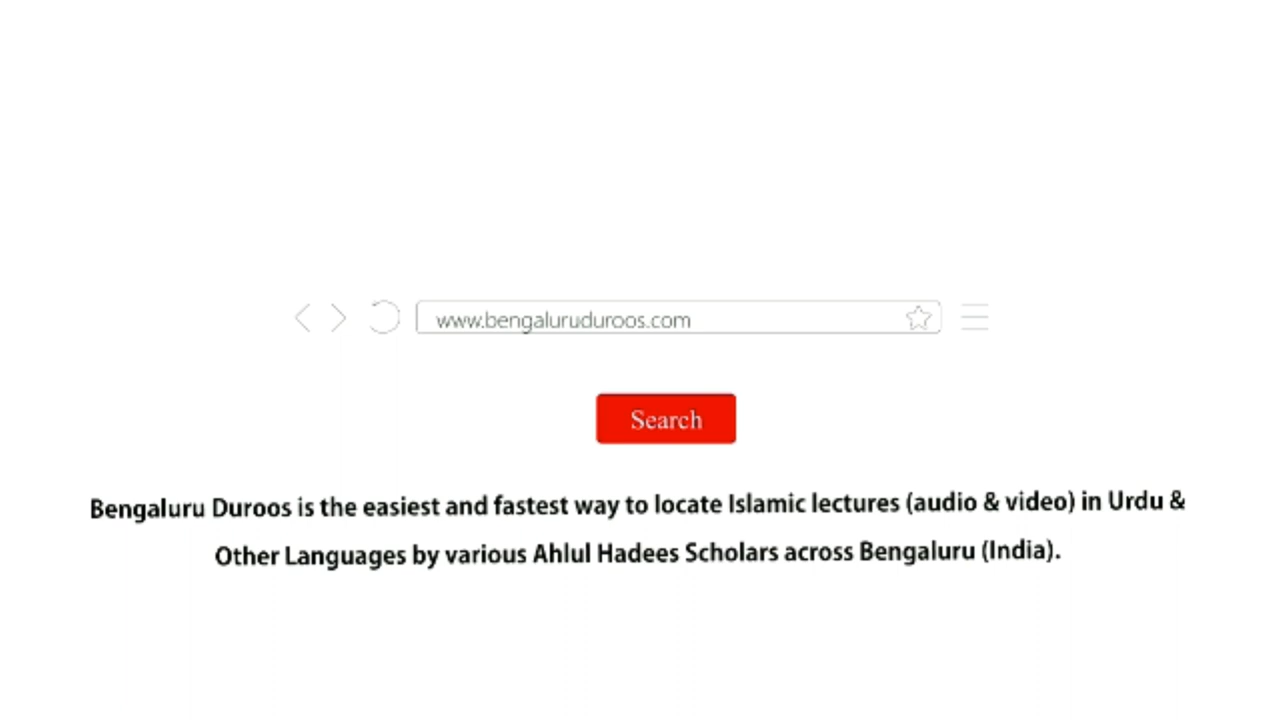 www.bengaluruduroos.com
Search
Bengaluru Duroos is the easiest and fastest way to locate Islamic lectures (audio & video) in Urdu &
Other Languages by various Ahlul Hadees Scholars across Bengaluru (India).